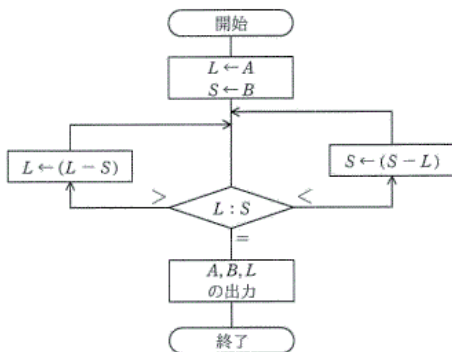 開始
L←A
S←B
L←(L－S)
S←(S－L)
>
L : S
<
=
A, B, L
の出力
終了